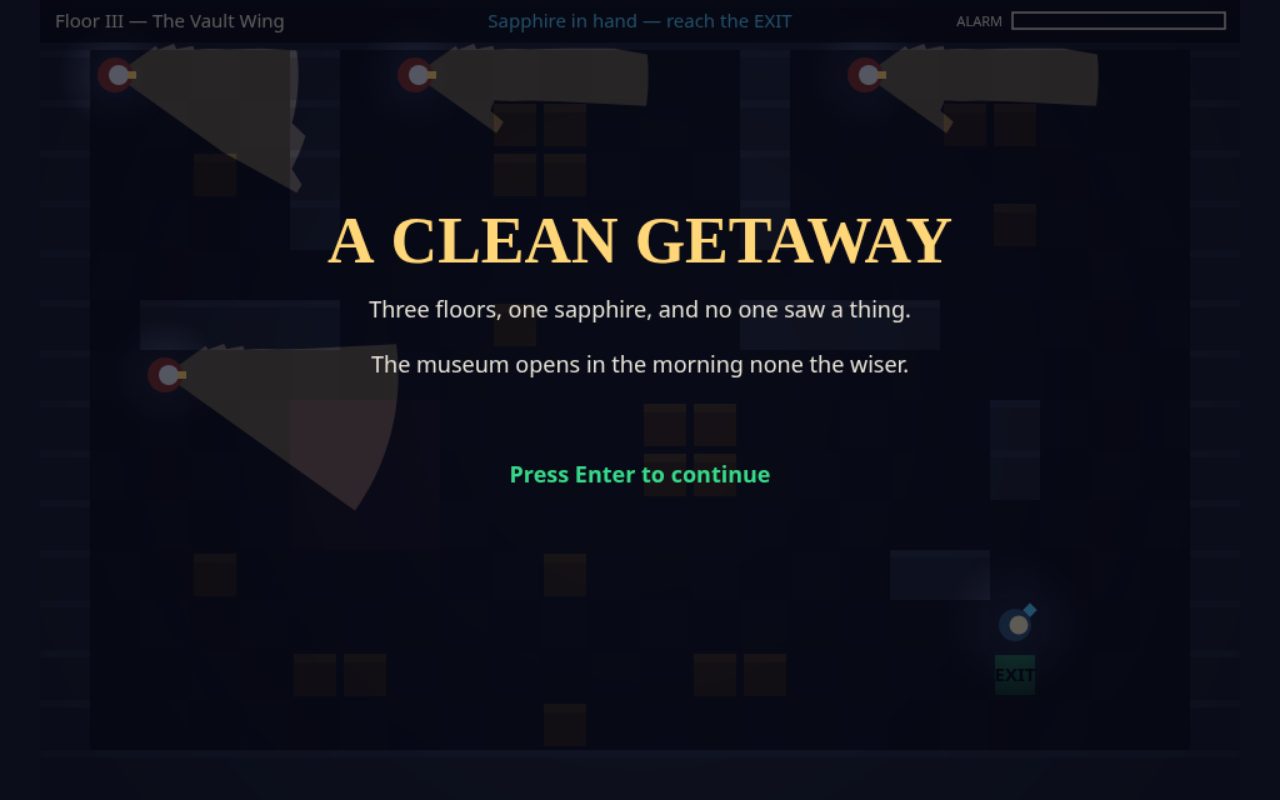 Floor III — The Vault Wing
Sapphire in hand — reach the EXIT
ALARM
A CLEAN GETAWAY
Three floors, one sapphire, and no one saw a thing.
The museum opens in the morning none the wiser.
Press Enter to continue
EXIT